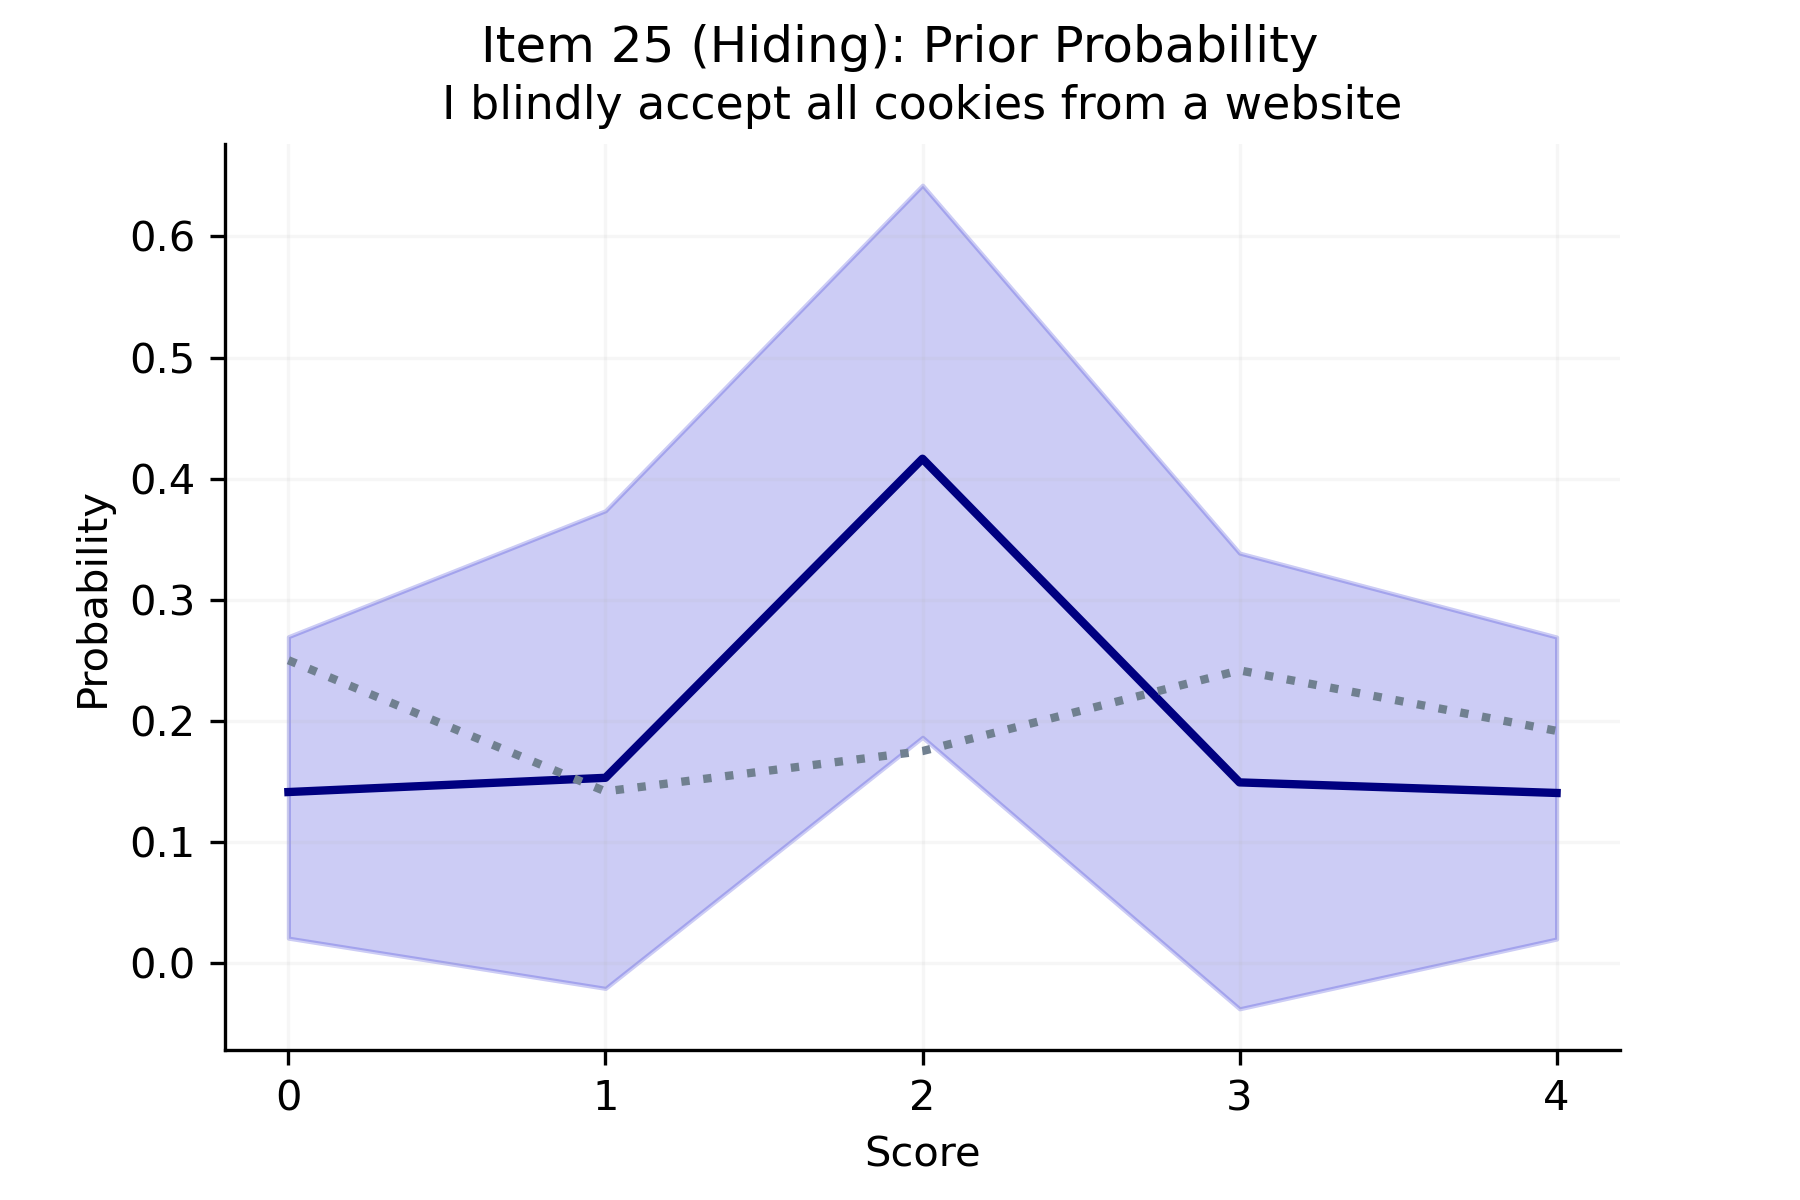 Item 25 (Hiding): Prior Probability
I blindly accept all cookies from a website
0.6
0.5
0.4
0.3
0.2
0.1
0.0
Probability
0 1 2 3 4
Score